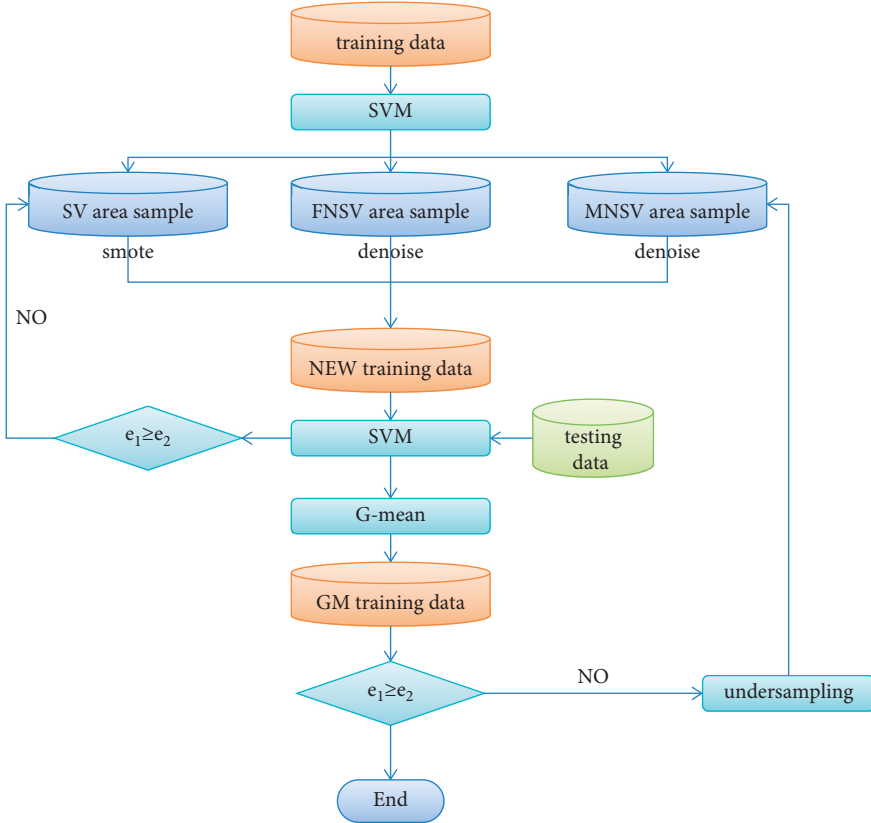 training data
SVM
SV area sample
FNSV area sample
MNSV area sample
smote
denoise
denoise
NO
NEW training data
e₁≥e₂
SVM
testing
data
G-mean
GM training data
e₁≥e₂
NO
undersampling
End